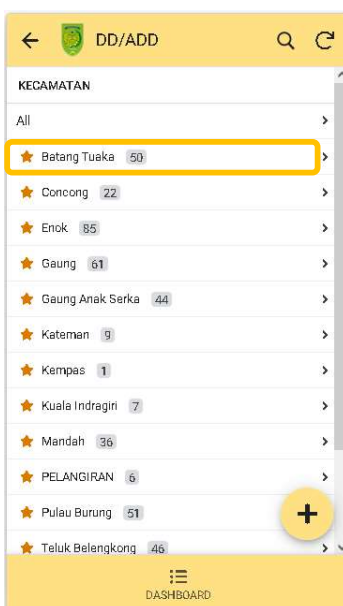 DD/ADD
KECAMATAN
All
Batang Tuaka 50
Concong 22
Enok 85
Gaung 61
Gaung Anak Serka 44
Kateman 9
Kempas 1
Kuala Indragiri 7
Mandah 36
PELANGIRAN 6
Pulau Burung 51
Teluk Belengkong 46
DASHBOARD